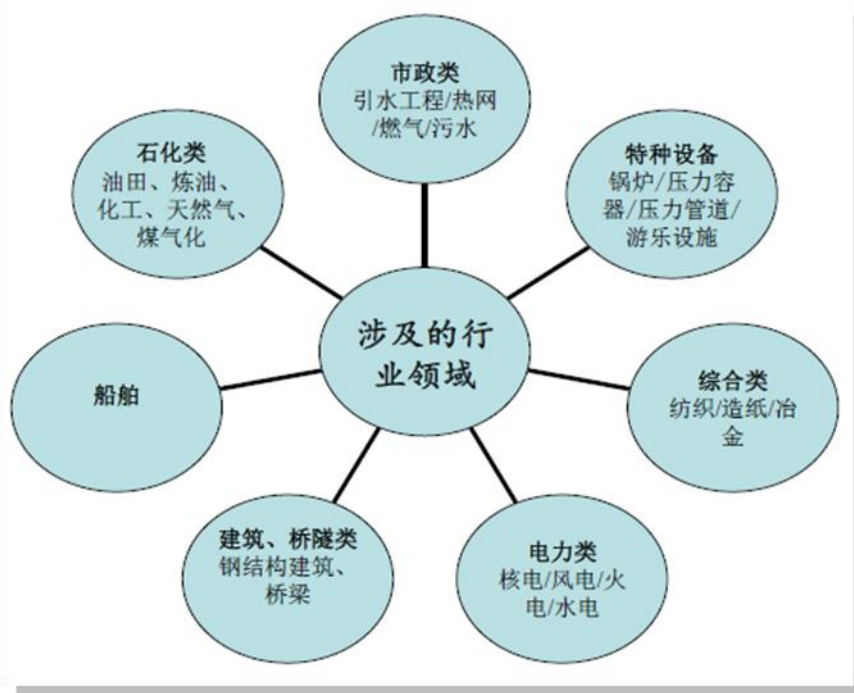 市政类
引水工程/热网
/燃气/污水
石化类
油田、炼油、
化工、天然气、
煤气化
特种设备
锅炉/压力容
器/压力管道/
游乐设施
涉及的行
业领域
船舶
综合类
纺织/造纸/冶
金
建筑、桥隧类
钢结构建筑、
桥梁
电力类
核电/风电/火
电/水电